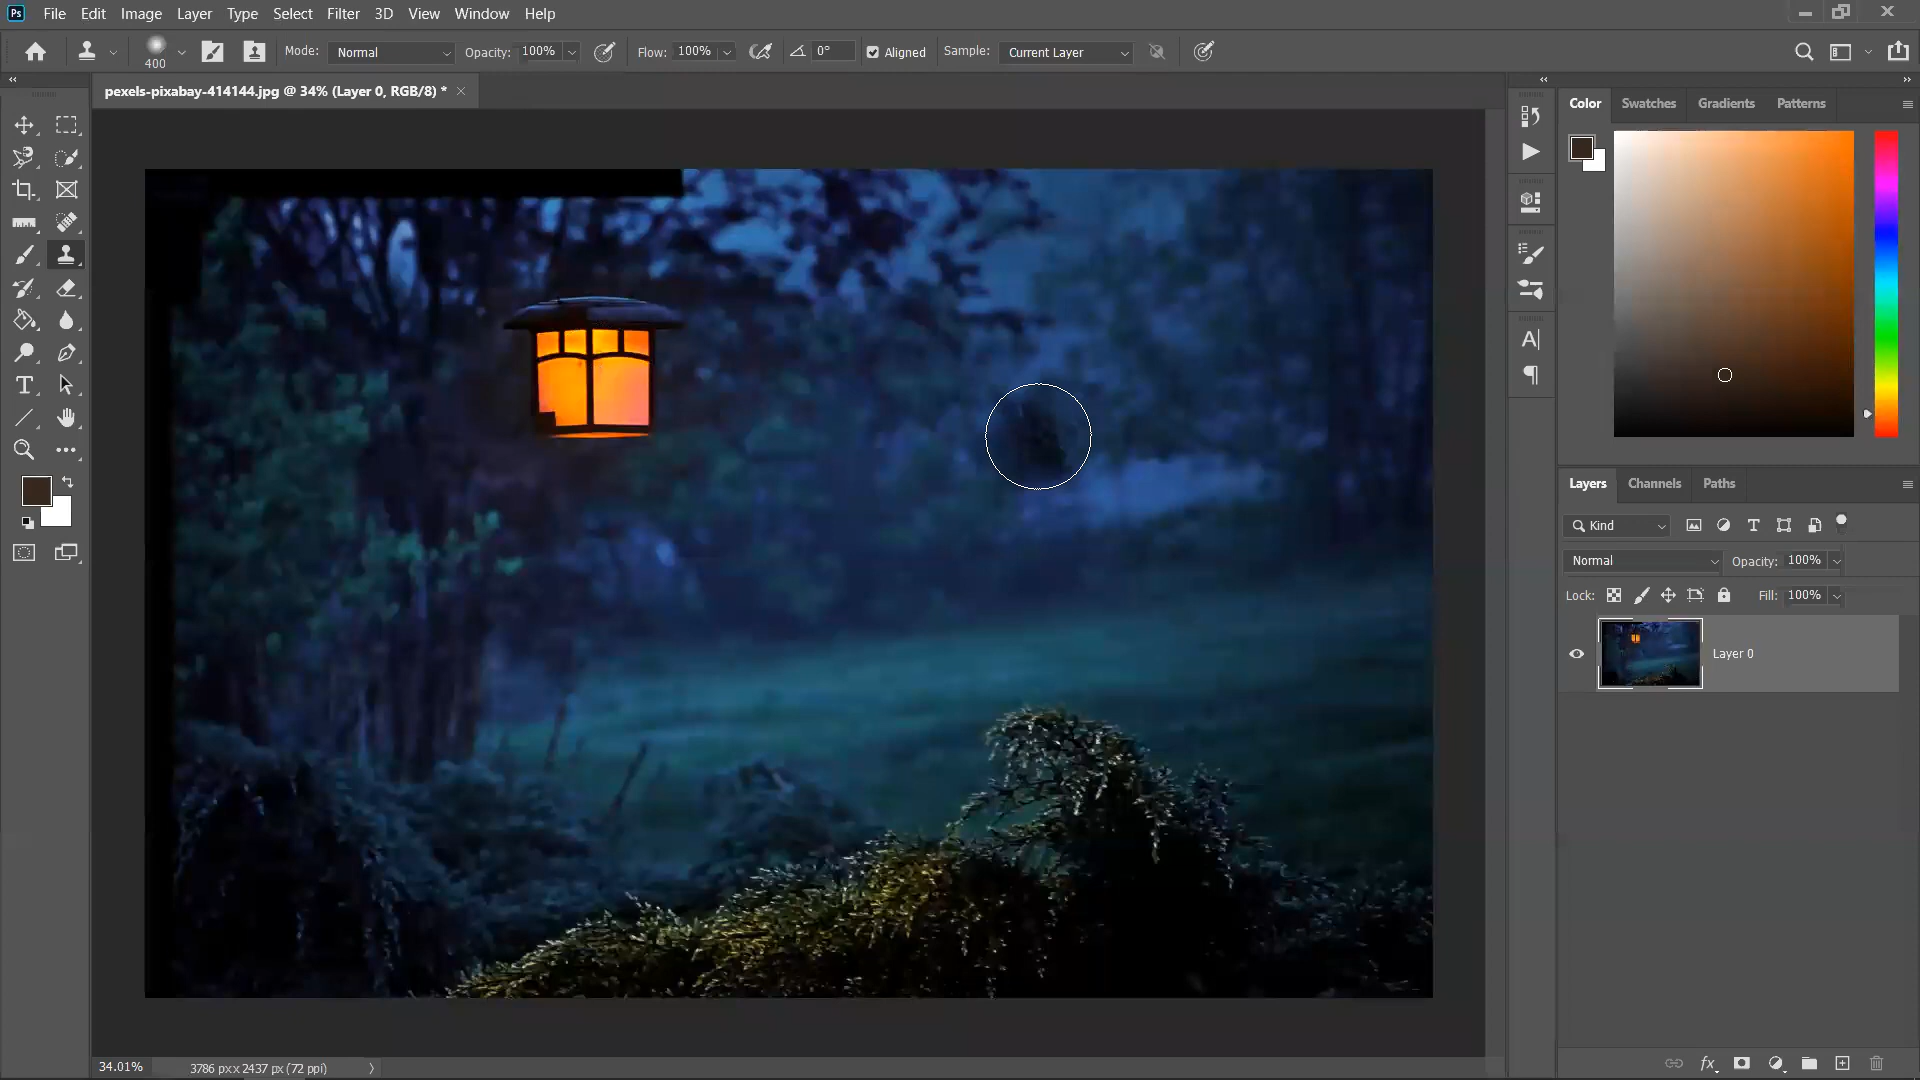 Ps File Edit Image Layer Type Select Filter 3D View Window Help
400 Mode: Normal Opacity: 100% Flow: 100% 0° Aligned Sample: Current Layer
pexels-pixabay-414144.jpg @ 34% (Layer 0, RGB/8) *
Color Swatches Gradients Patterns
Layers Channels Paths
Kind
Normal Opacity: 100%
Lock: Fill: 100%
Layer 0
34.01% 3786 px x 2437 px (72 ppi)
fx